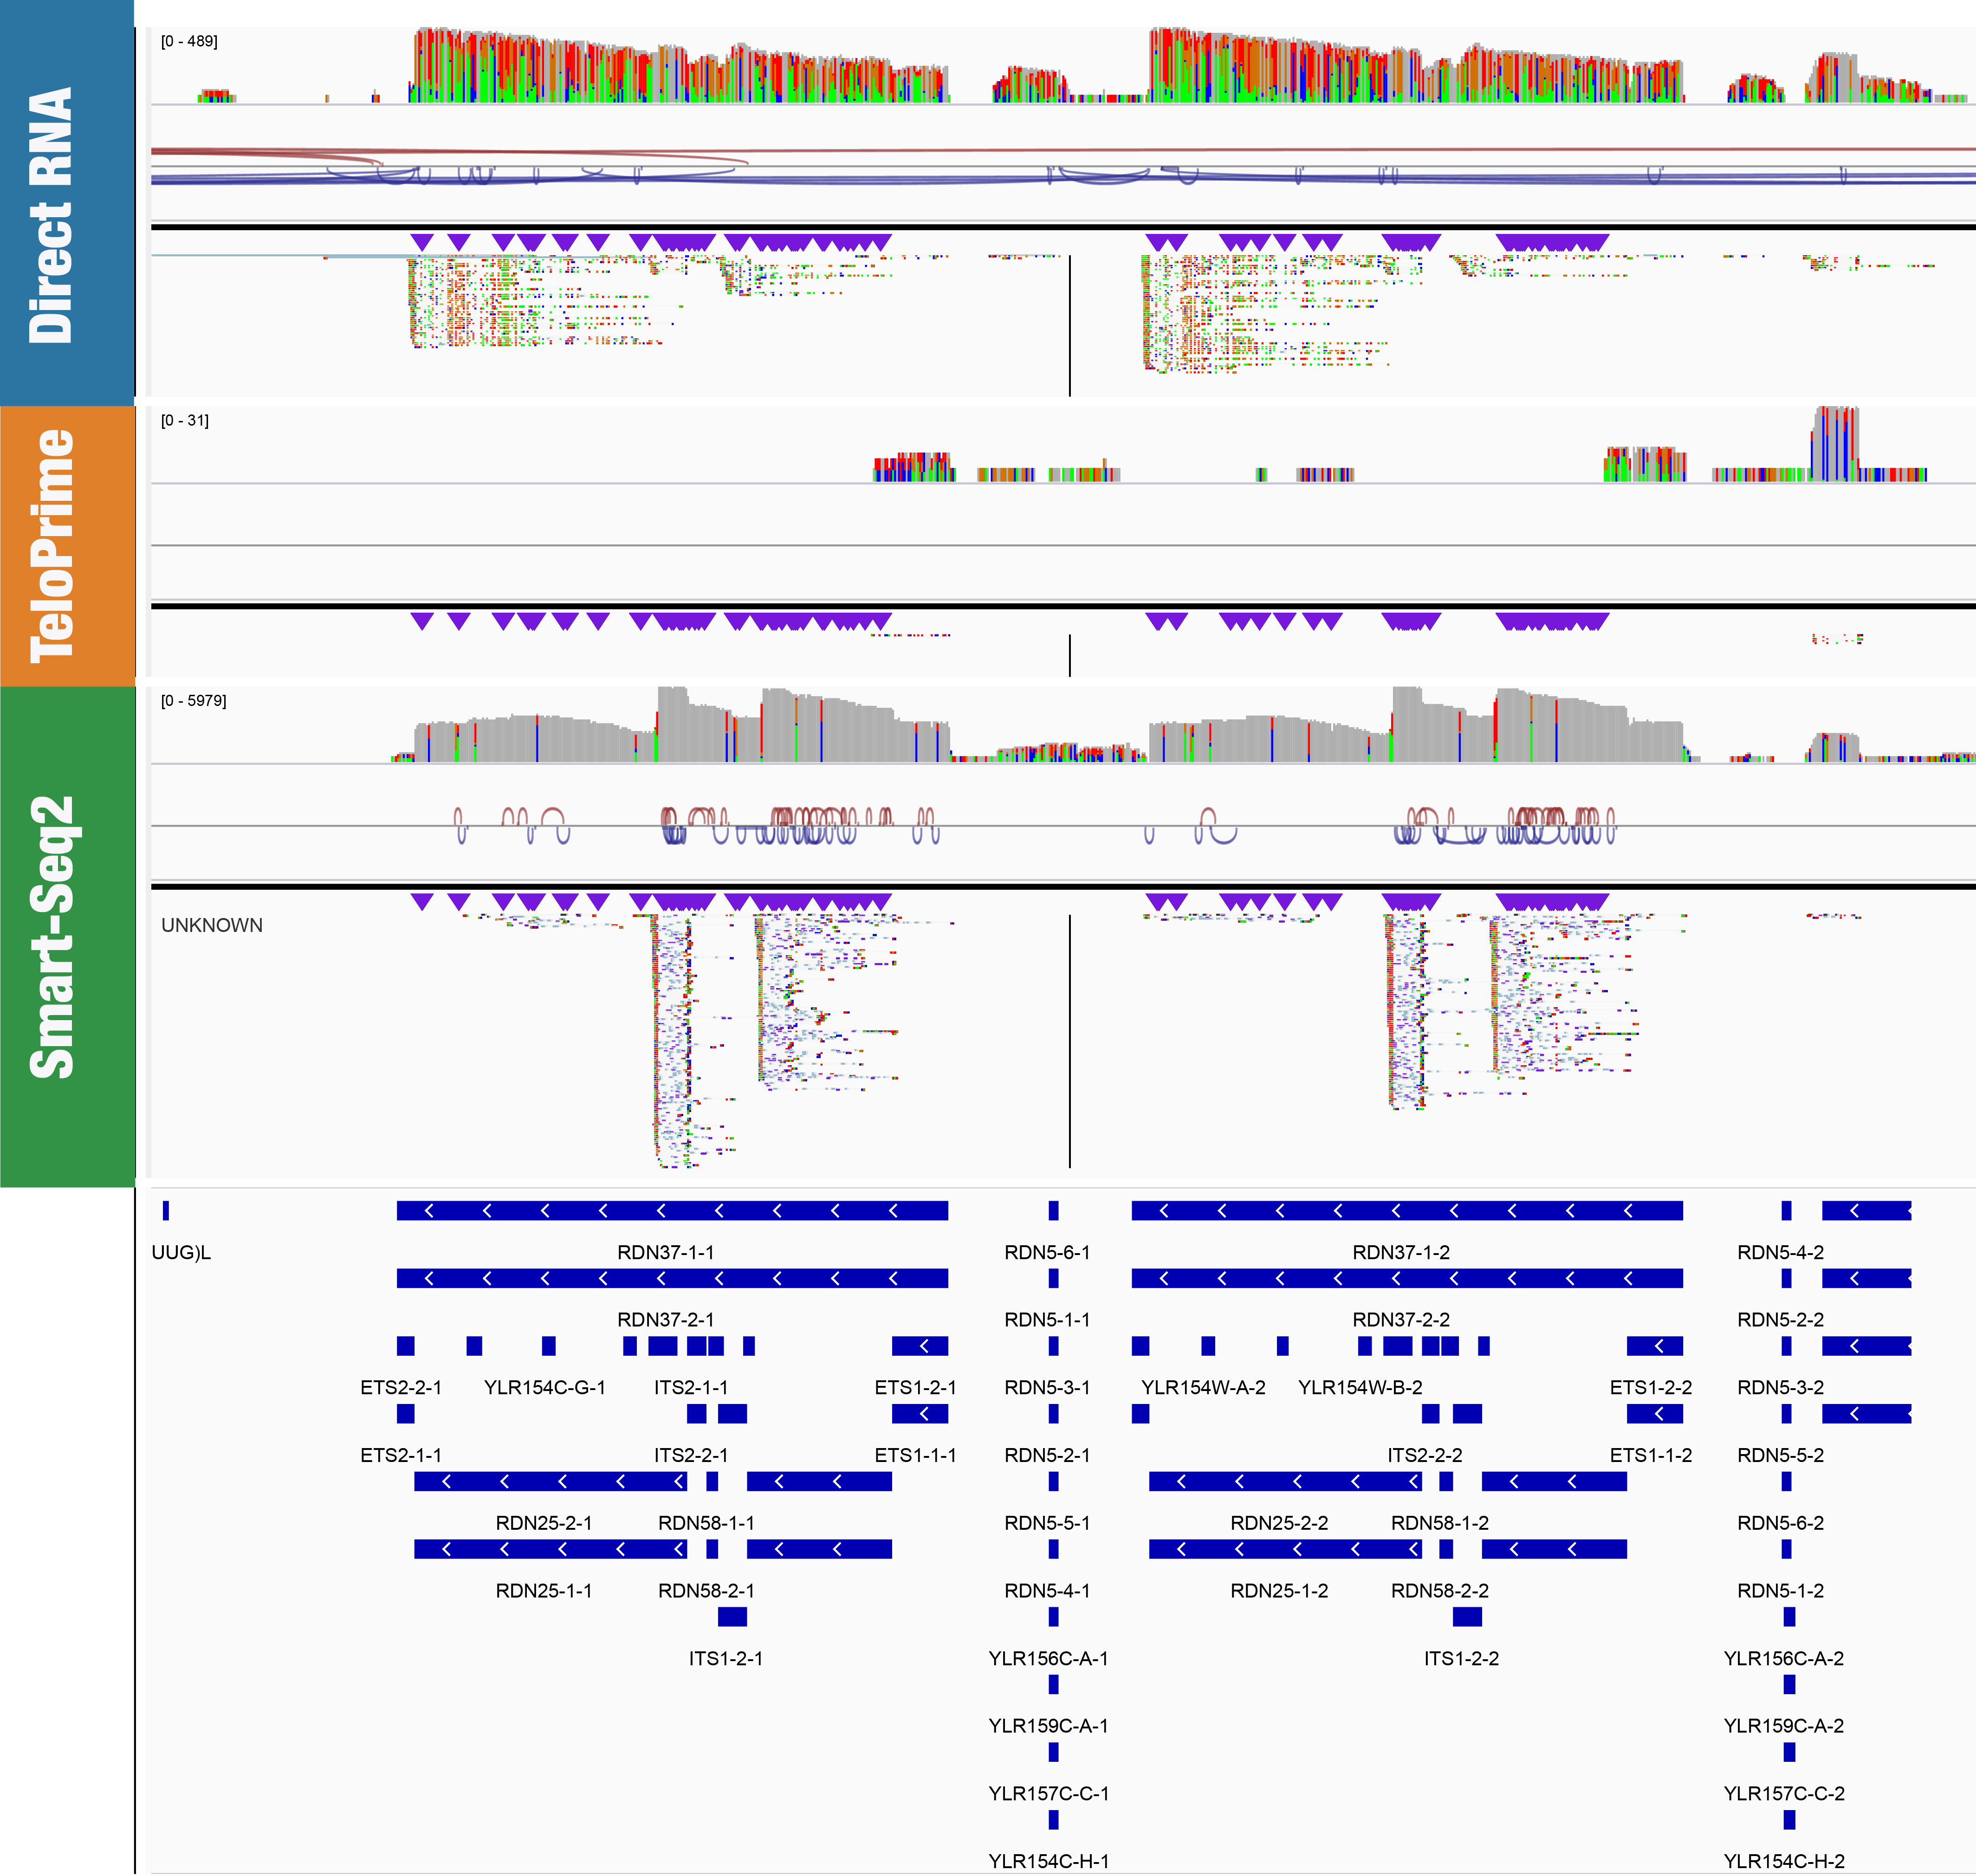 Direct RNA
[0 - 489]
TeloPrime
[0 - 31]
Smart-Seq2
[0 - 5979]
UNKNOWN
UUG)L RDN37-1-1 RDN5-6-1 RDN37-1-2 RDN5-4-2
RDN37-2-1 RDN5-1-1 RDN37-2-2 RDN5-2-2
ETS2-2-1 YLR154C-G-1 ITS2-1-1 ETS1-2-1 RDN5-3-1 YLR154W-A-2 YLR154W-B-2 ETS1-2-2 RDN5-3-2
ETS2-1-1 ITS2-2-1 ETS1-1-1 RDN5-2-1 ITS2-2-2 ETS1-1-2 RDN5-5-2
RDN25-2-1 RDN58-1-1 RDN5-5-1 RDN25-2-2 RDN58-1-2 RDN5-6-2
RDN25-1-1 RDN58-2-1 RDN5-4-1 RDN25-1-2 RDN58-2-2 RDN5-1-2
ITS1-2-1 YLR156C-A-1 ITS1-2-2 YLR156C-A-2
YLR159C-A-1 YLR159C-A-2
YLR157C-C-1 YLR157C-C-2
YLR154C-H-1 YLR154C-H-2